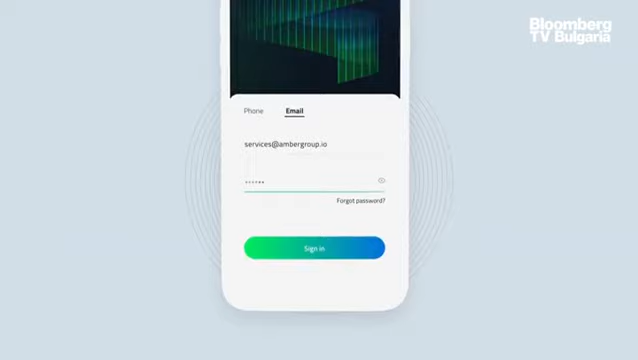 Bloomberg
TV Bulgaria
Phone
Email
services@ambergroup.io
••••••
Forgot password?
Sign in